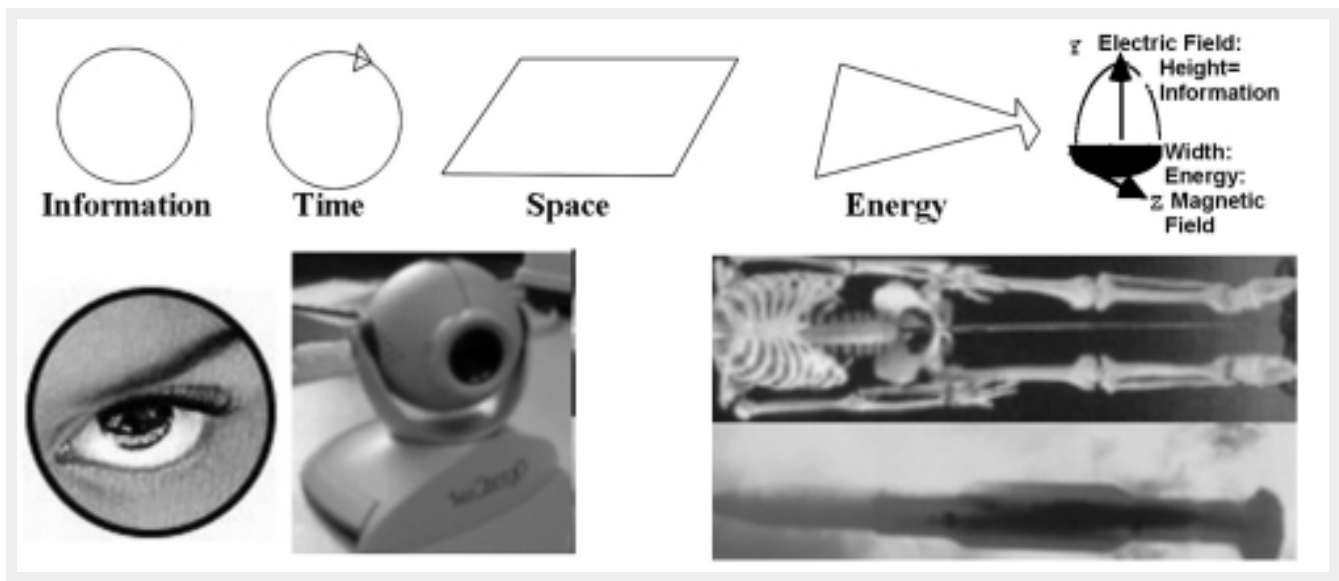 Y Electric Field:
Height=
Information
Width:
Energy:
Z Magnetic
Field
Information
Time
Space
Energy